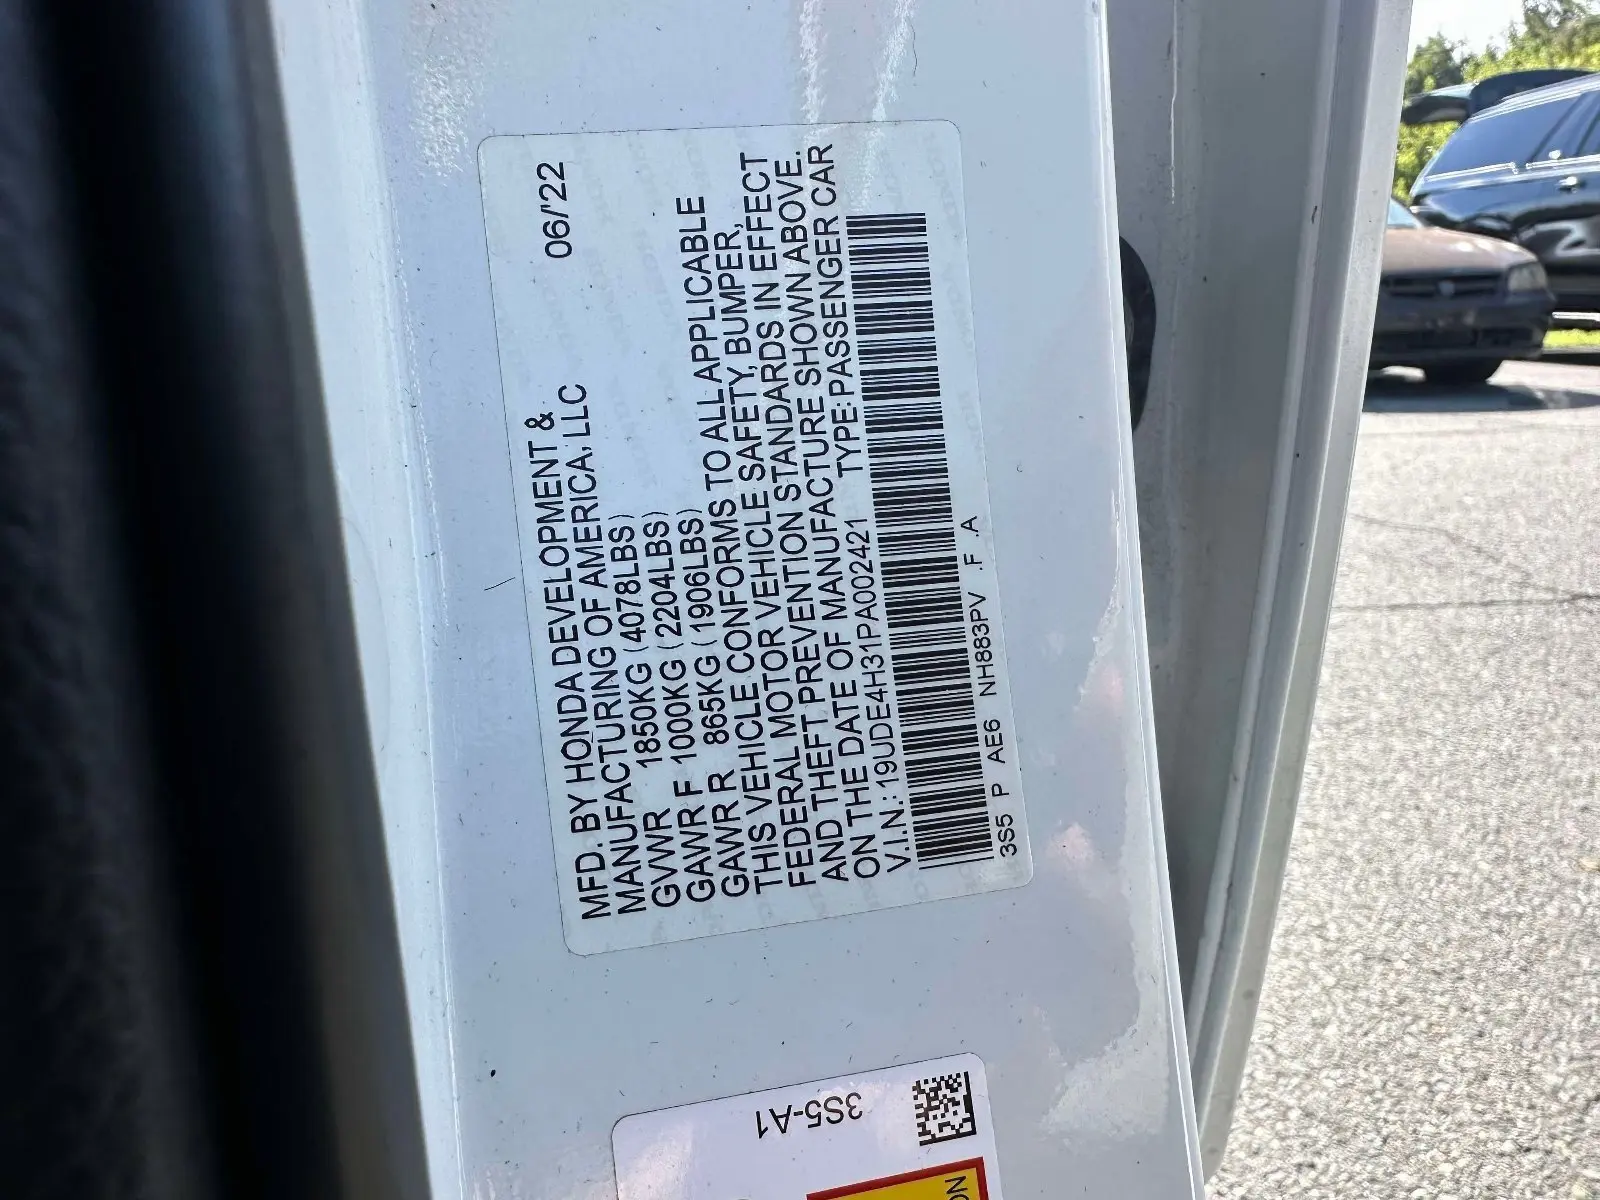 MFD. BY HONDA DEVELOPMENT & 06/'22
MANUFACTURING OF AMERICA, LLC
GVWR 1850KG (4078LBS)
GAWR F 1000KG (2204LBS)
GAWR R 865KG (1906LBS)
THIS VEHICLE CONFORMS TO ALL APPLICABLE
FEDERAL MOTOR VEHICLE SAFETY, BUMPER,
AND THEFT PREVENTION STANDARDS IN EFFECT
ON THE DATE OF MANUFACTURE SHOWN ABOVE.
V.I.N.: 19UDE4H31PA002421 TYPE: PASSENGER CAR
3S5 P AE6 NH883PV .F .A
3S5-A1